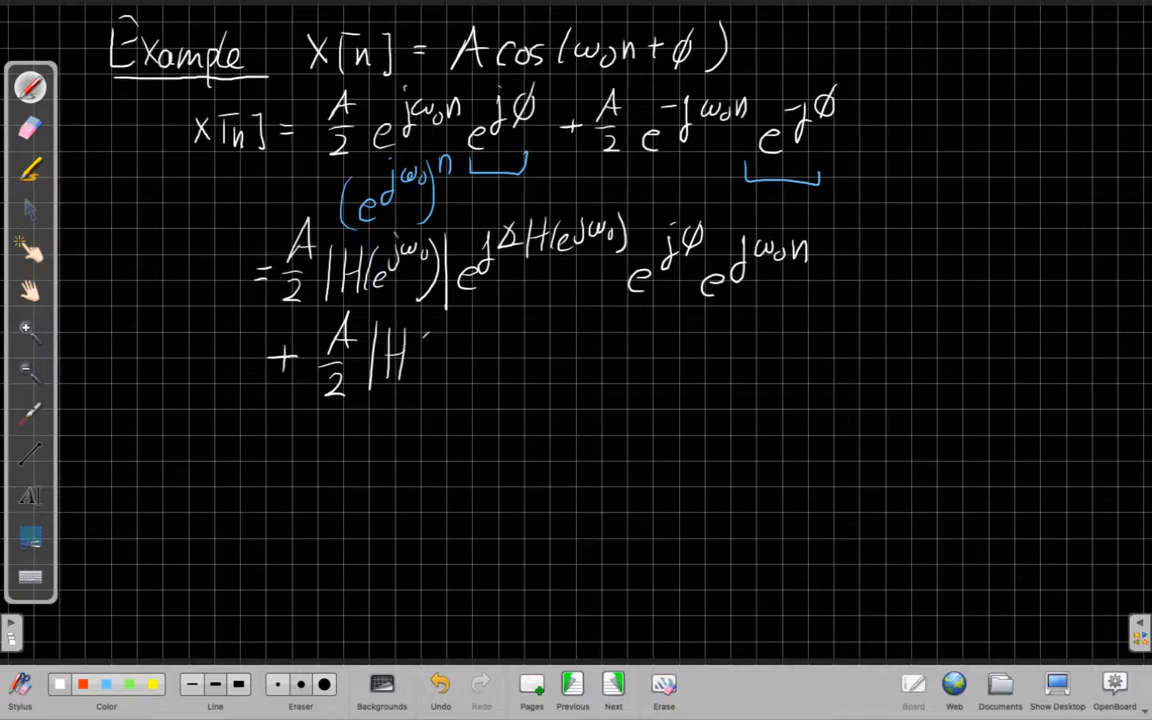 Example x[n] = A cos(ω₀n + φ)
x[n] = A/2 e^{jω₀n} e^{jφ} + A/2 e^{-jω₀n} e^{-jφ}
(e^{jω₀})^n
= A/2 |H(e^{jω₀})| e^{j∡H(e^{jω₀})} e^{jφ} e^{jω₀n}
+ A/2 |H
Stylus Color Line Eraser Backgrounds Undo Redo Pages Previous Next Erase Board Web Documents Show Desktop OpenBoard